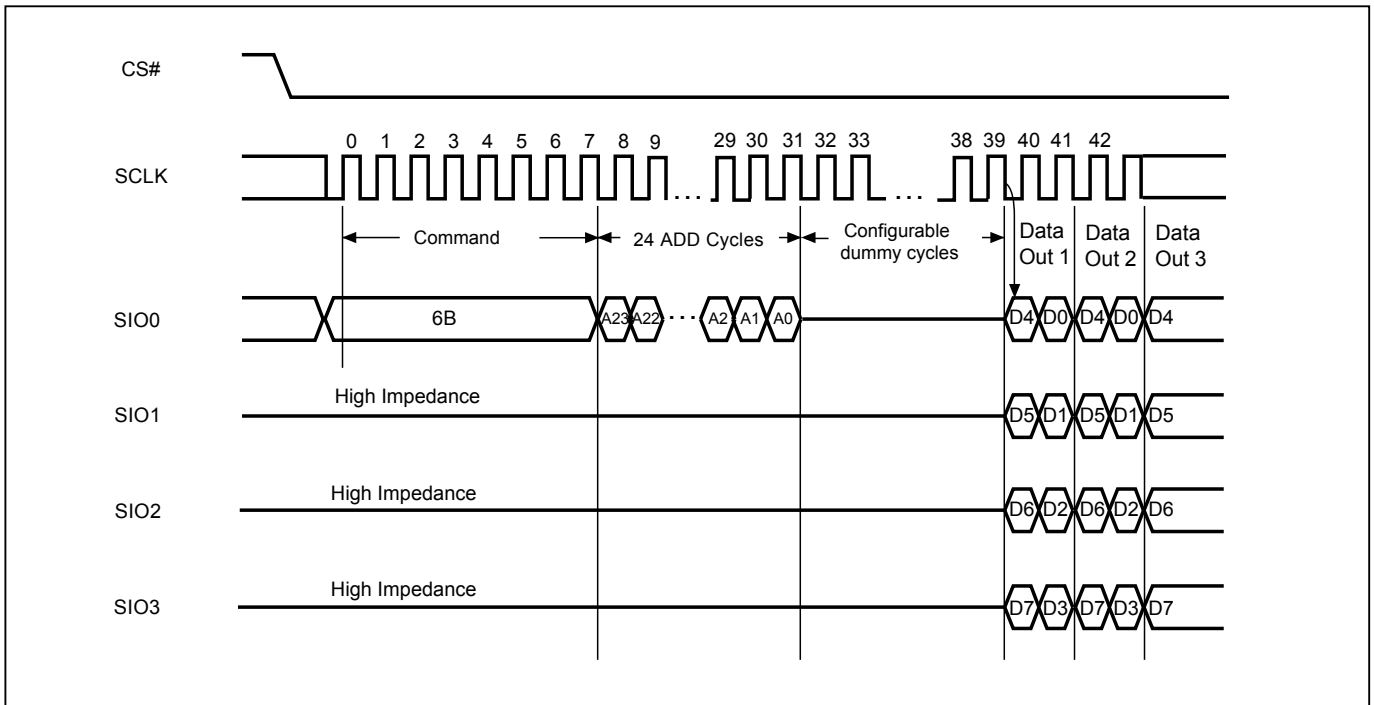 CS#
0 1 2 3 4 5 6 7 8 9 29 30 31 32 33 38 39 40 41 42
SCLK
. . . . . .
Command 24 ADD Cycles Configurable dummy cycles Data Out 1 Data Out 2 Data Out 3
SIO0 6B A23 A22 A2 A1 A0 D4 D0 D4 D0 D4
High Impedance
SIO1 D5 D1 D5 D1 D5
High Impedance
SIO2 D6 D2 D6 D2 D6
High Impedance
SIO3 D7 D3 D7 D3 D7